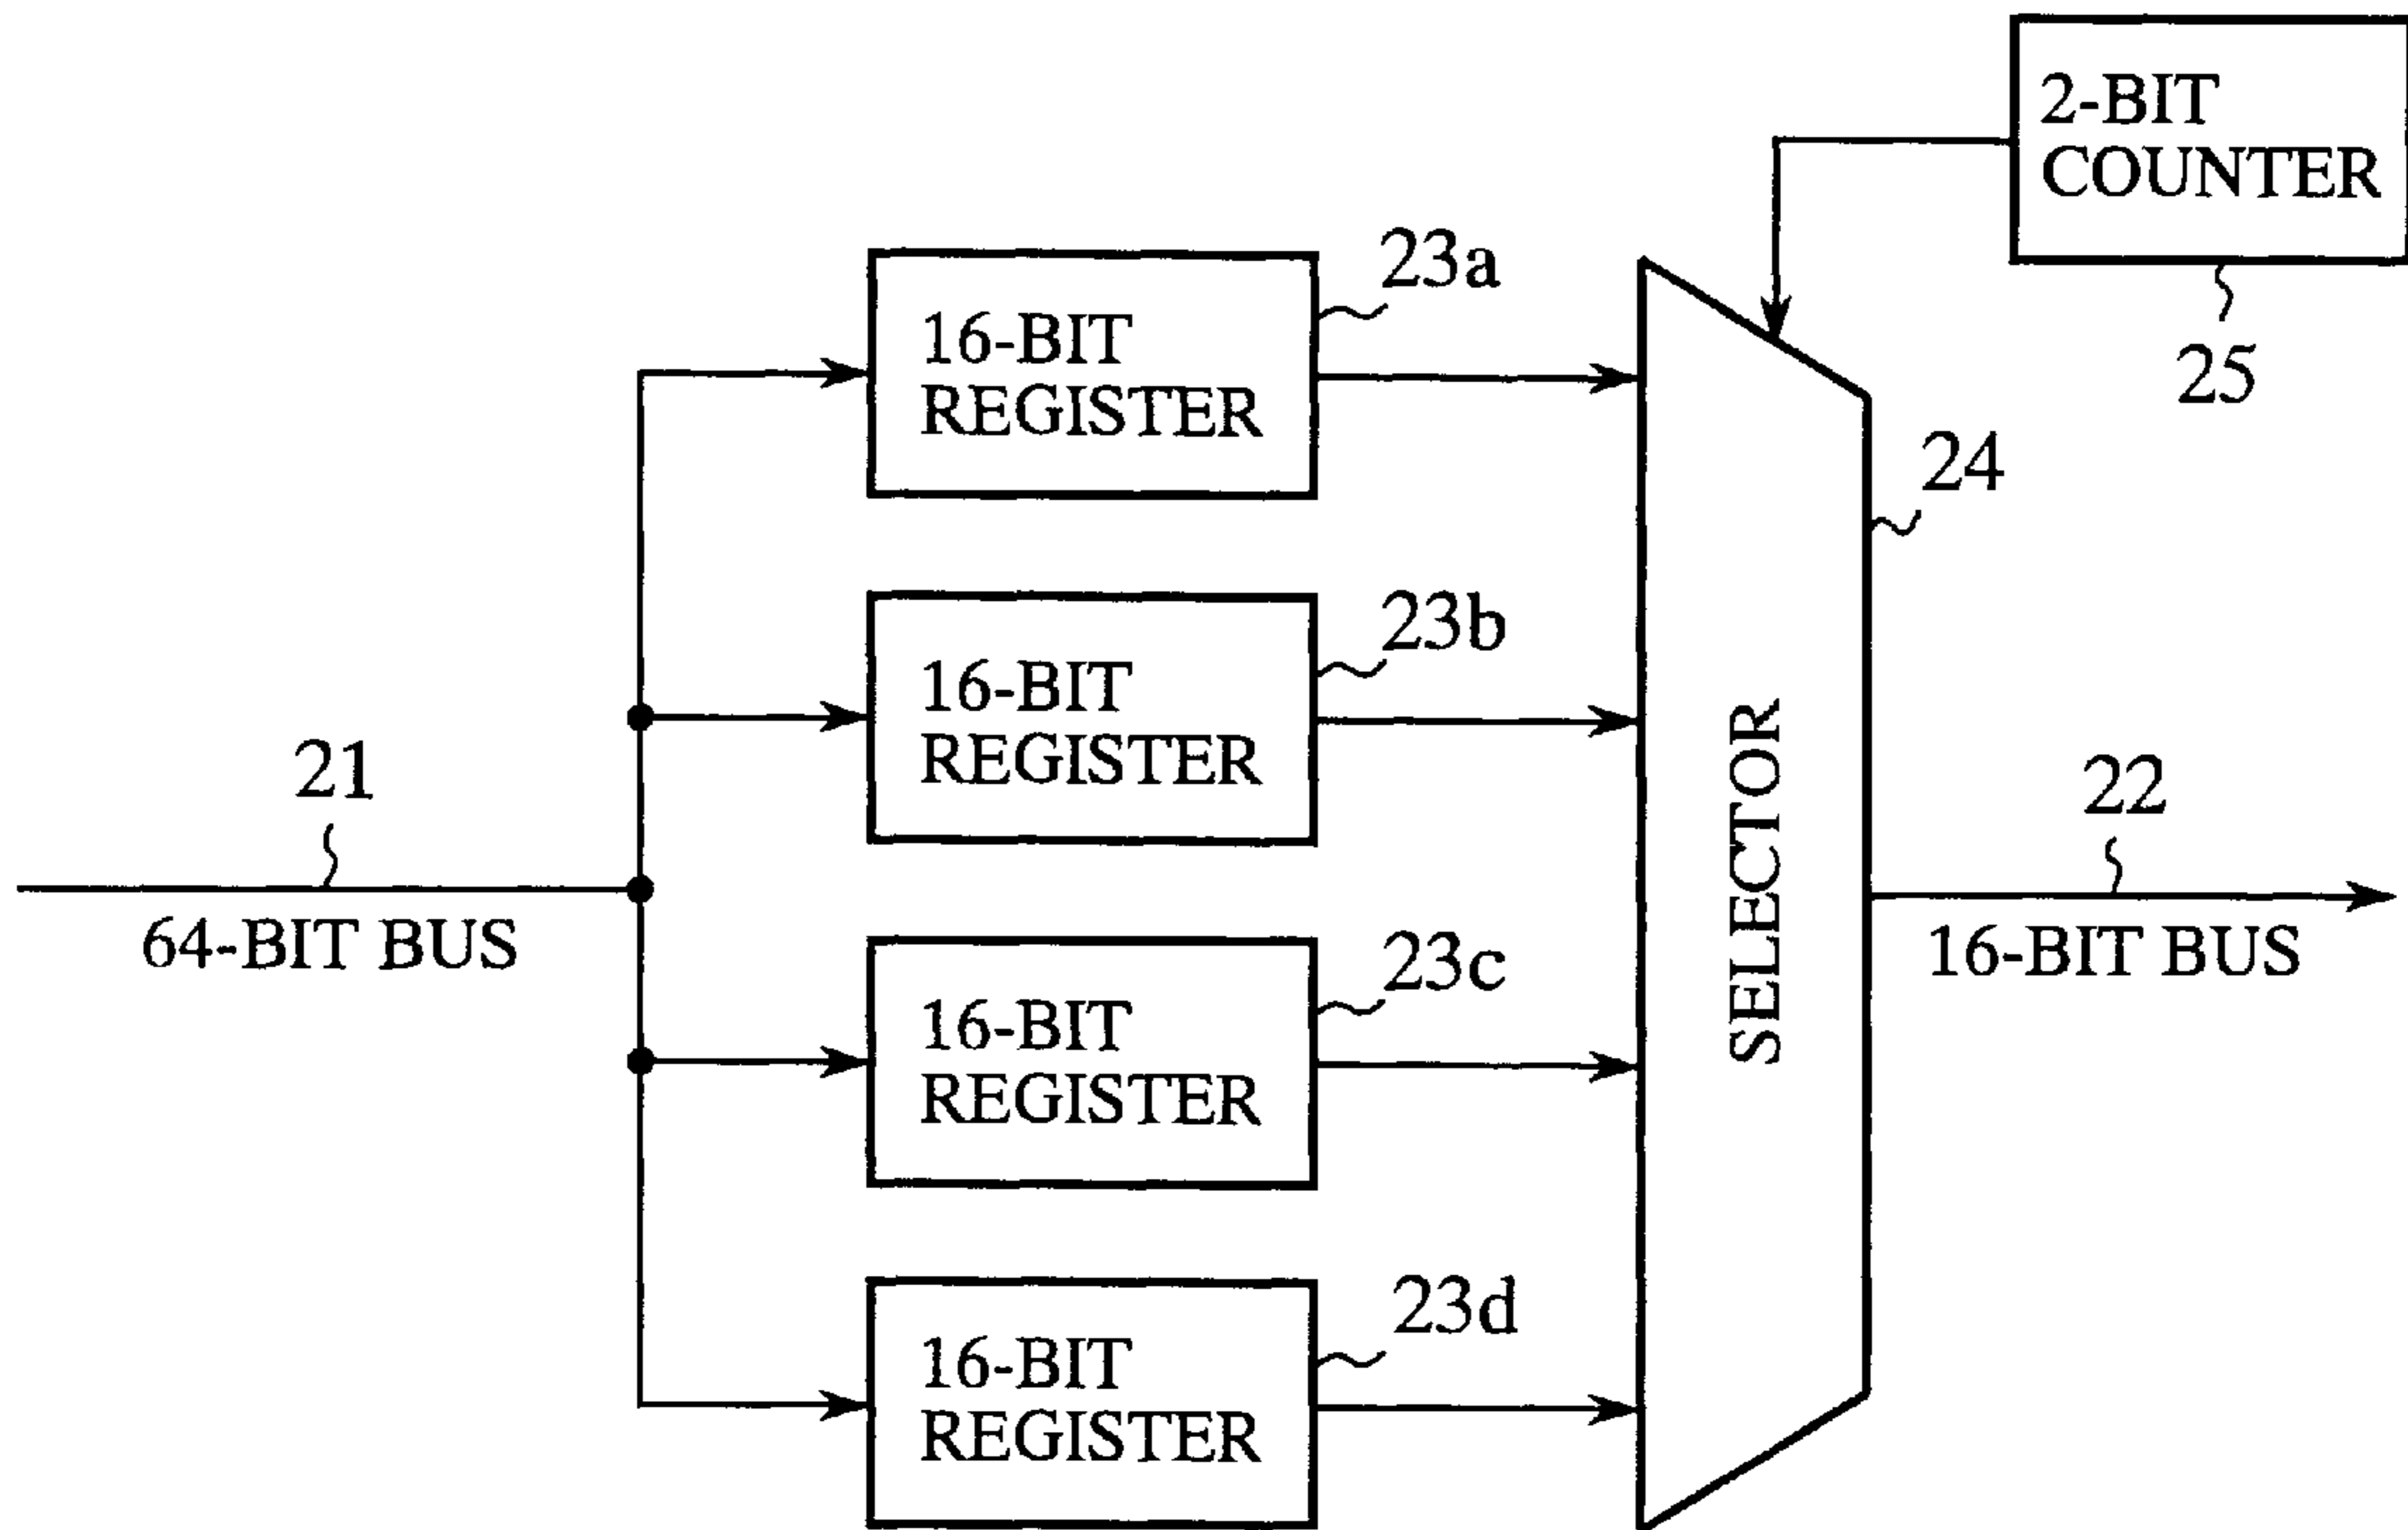 2-BIT
COUNTER
25
23a
16-BIT
REGISTER
24
23b
16-BIT
REGISTER
21
64-BIT BUS
SELECTOR
22
16-BIT BUS
23c
16-BIT
REGISTER
23d
16-BIT
REGISTER